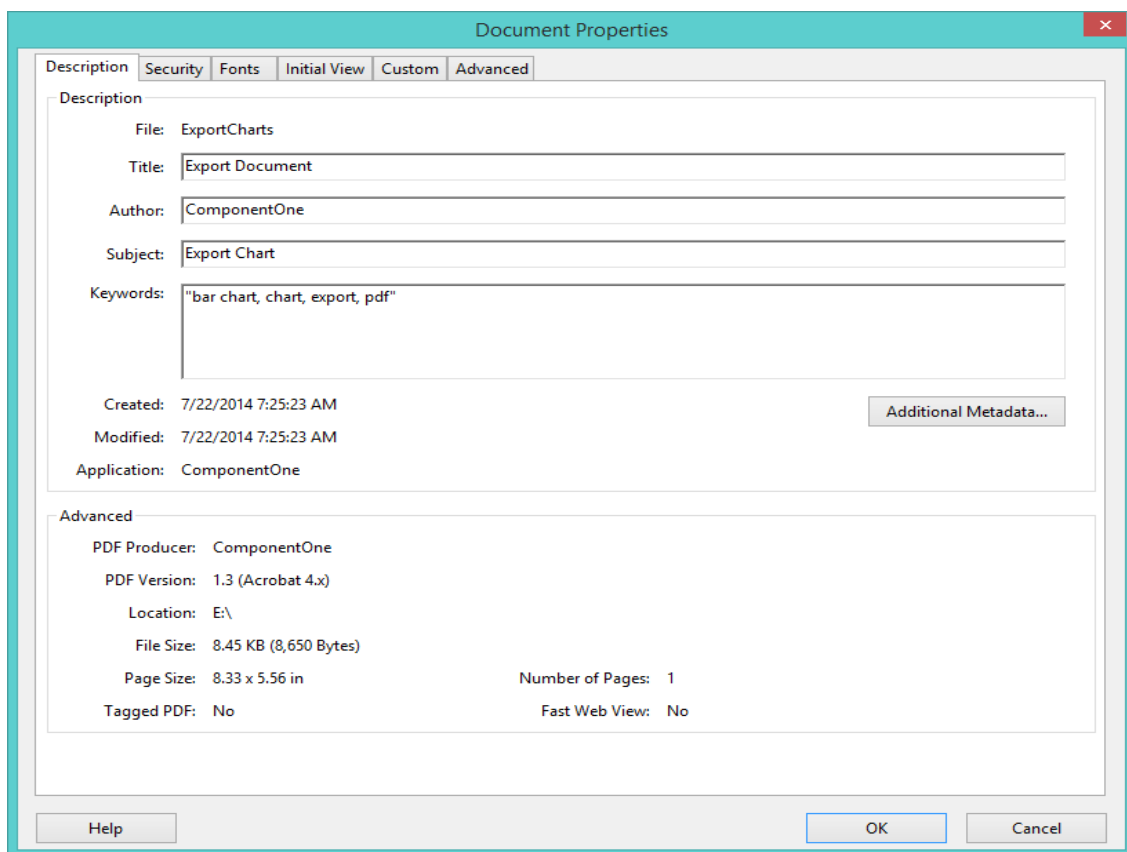 Document Properties
Description Security Fonts Initial View Custom Advanced
Description
File: ExportCharts
Title: Export Document
Author: ComponentOne
Subject: Export Chart
Keywords: "bar chart, chart, export, pdf"
Created: 7/22/2014 7:25:23 AM
Additional Metadata...
Modified: 7/22/2014 7:25:23 AM
Application: ComponentOne
Advanced
PDF Producer: ComponentOne
PDF Version: 1.3 (Acrobat 4.x)
Location: E:\
File Size: 8.45 KB (8,650 Bytes)
Page Size: 8.33 x 5.56 in Number of Pages: 1
Tagged PDF: No Fast Web View: No
Help OK Cancel